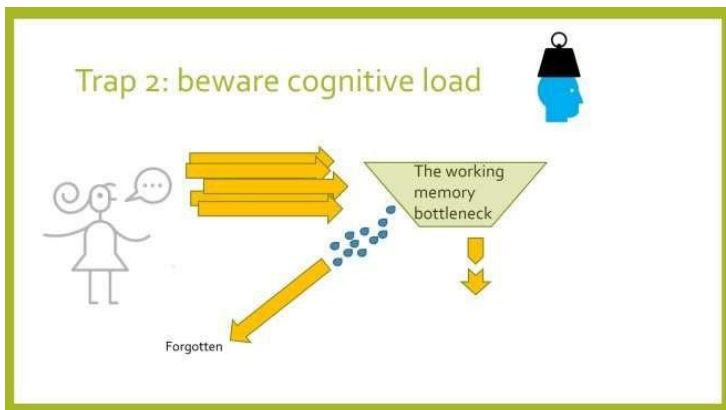 Trap 2: beware cognitive load
The working
memory
bottleneck
Forgotten